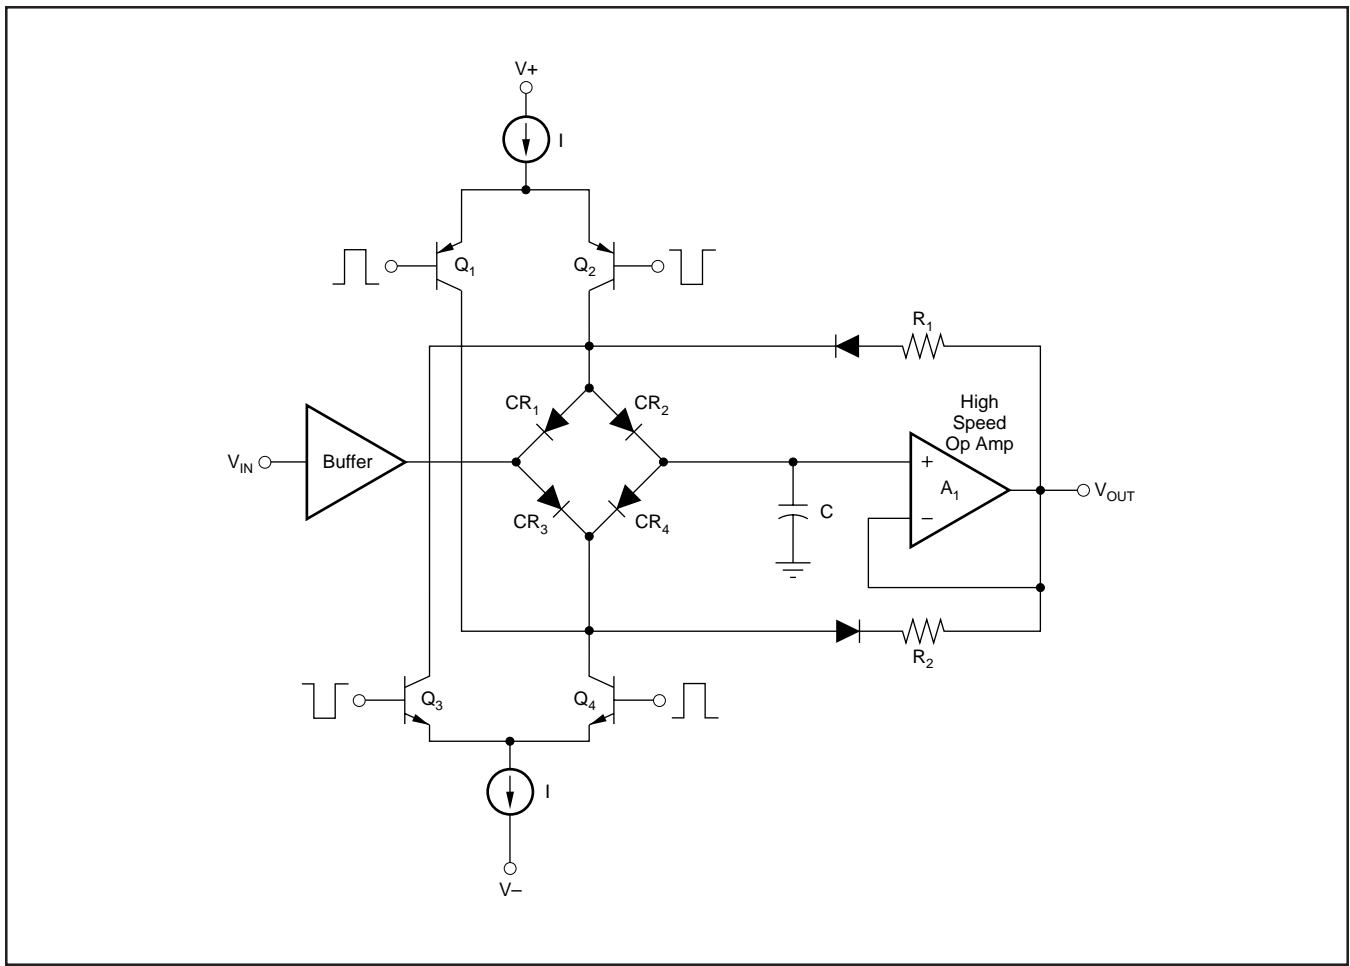 V+
I
Q1
Q2
R1
CR1
CR2
High
Speed
Op Amp
VIN
Buffer
+
A1
VOUT
–
C
CR3
CR4
R2
Q3
Q4
I
V–